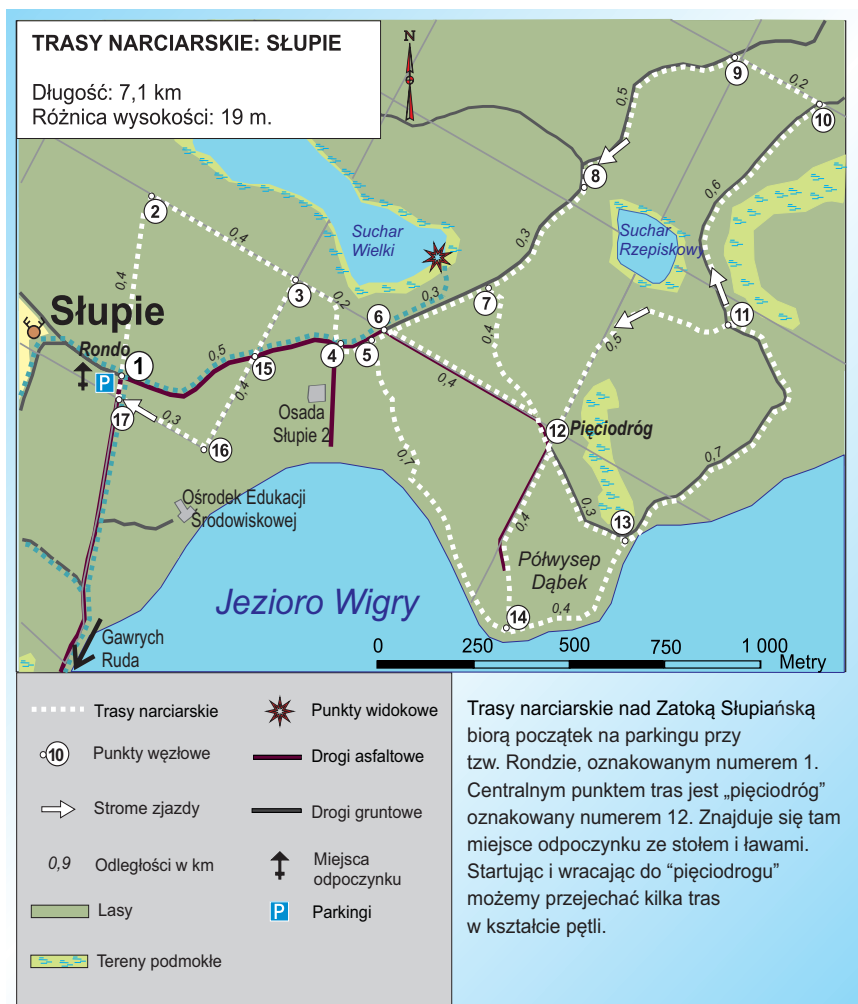 TRASY NARCIARSKIE: SŁUPIE
Długość: 7,1 km
Różnica wysokości: 19 m.
N
9
0,2
10
0,5
8
0,6
2
0,4
Suchar
Wielki
Suchar
Rzepiskowy
0,3
3
0,4
0,2
0,3
7
Słupie
Rondo
1
P
0,5
15
4
5
6
0,4
11
0,5
0,4
17
0,3
16
0,4
Osada
Słupie 2
12
Pięciodróg
0,7
0,7
Ośrodek Edukacji
Środowiskowej
0,4
0,3
13
Półwysep
Dąbek
Jezioro Wigry
14
0,4
Gawrych
Ruda
0
250
500
750
1 000
Metry
Trasy narciarskie
Punkty widokowe
10
Punkty węzłowe
Drogi asfaltowe
Strome zjazdy
Drogi gruntowe
0,9
Odległości w km
Miejsca
odpoczynku
Lasy
P
Parkingi
Tereny podmokłe
Trasy narciarskie nad Zatoką Słupiańską
biorą początek na parkingu przy
tzw. Rondzie, oznakowanym numerem 1.
Centralnym punktem tras jest „pięciodróg”
oznakowany numerem 12. Znajduje się tam
miejsce odpoczynku ze stołem i ławami.
Startując i wracając do “pięciodrogu”
możemy przejechać kilka tras
w kształcie pętli.